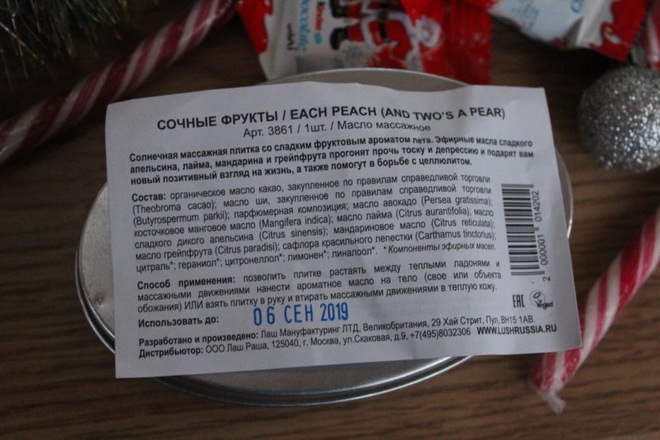 Kinder
СОЧНЫЕ ФРУКТЫ / EACH PEACH (AND TWO'S A PEAR)
Арт. 3861 / 1шт. / Масло массажное
Солнечная массажная плитка со сладким фруктовым ароматом лета. Эфирные масла сладкого
апельсина, лайма, мандарина и грейпфрута прогонят прочь тоску и депрессию и подарят вам
новый позитивный взгляд на жизнь, а также помогут в борьбе с целлюлитом.
Состав: органическое масло какао, закупленное по правилам справедливой торговли
(Theobroma cacao); масло ши, закупленное по правилам справедливой торговли
(Butyrospermum parkii); парфюмерная композиция; масло авокадо (Persea gratissima);
косточковое манговое масло (Mangifera indica); масло лайма (Citrus aurantifolia); масло
сладкого дикого апельсина (Citrus sinensis); мандариновое масло (Citrus reticulata);
масло грейпфрута (Citrus paradisi); сафлора красильного лепестки (Carthamus tinctorius);
цитраль*; гераниол*; цитронеллол*; лимонен*; линалоол*. *Компоненты эфирных масел.
Способ применения: позволить плитке растаять между теплыми ладонями и
массажными движениями нанести ароматное масло на тело (свое или объекта
обожания) ИЛИ взять плитку в руку и втирать массажными движениями в теплую кожу.
Использовать до: 06 СЕН 2019
Разработано и произведено: Лаш Мануфактуринг ЛТД, Великобритания, 29 Хай Стрит, Пул, ВН15 1АВ.
Дистрибьютор: ООО Лаш Раша, 125040, г. Москва, ул.Скаковая, д.9, +7(495)8032306 WWW.LUSHRUSSIA.RU
2 000001 014202
EAC
Vegan